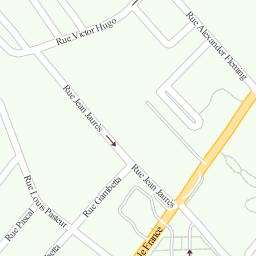 Rue Victor Hugo
Rue Alexander Fleming
Rue Jean Jaurès
Rue Jean Jaurès
Rue Louis Pasteur
Rue Gambetta
Rue Pascal
de France